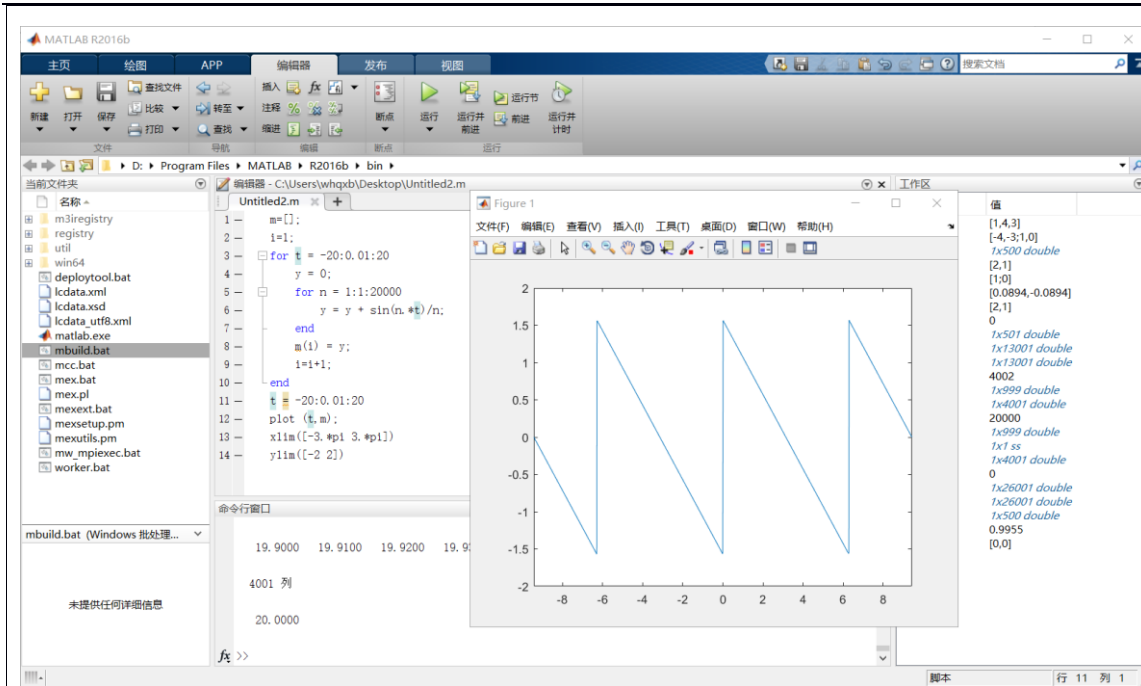 MATLAB R2016b
主页 绘图 APP 编辑器 发布 视图
搜索文档
新建 打开 保存 查找文件 比较 打印
转至 查找
插入 fx 注释 缩进
断点
运行 运行并前进 运行节 前进 运行并计时
文件 导航 编辑 断点 运行
D: Program Files MATLAB R2016b bin
当前文件夹
名称
m3iregistry
registry
util
win64
deploytool.bat
lcdata.xml
lcdata.xsd
lcdata_utf8.xml
matlab.exe
mbuild.bat
mcc.bat
mex.bat
mex.pl
mexext.bat
mexsetup.pm
mexutils.pm
mw_mpiexec.bat
worker.bat
mbuild.bat (Windows 批处理...
未提供任何详细信息
编辑器 - C:\Users\whqxb\Desktop\Untitled2.m
Untitled2.m
1 m=[];
2 i=1;
3 for t = -20:0.01:20
4 y = 0;
5 for n = 1:1:20000
6 y = y + sin(n.*t)/n;
7 end
8 m(i) = y;
9 i=i+1;
10 end
11 t = -20:0.01:20
12 plot (t,m);
13 xlim([-3.*pi 3.*pi])
14 ylim([-2 2])
命令行窗口
19.9000 19.9100 19.9200 19.9
4001 列
20.0000
fx >>
Figure 1
文件(F) 编辑(E) 查看(V) 插入(I) 工具(T) 桌面(D) 窗口(W) 帮助(H)
2
1.5
1
0.5
0
-0.5
-1
-1.5
-2
-8 -6 -4 -2 0 2 4 6 8
工作区
值
[1,4,3]
[-4,-3;1,0]
1x500 double
[2,1]
[1;0]
[0.0894,-0.0894]
[2,1]
0
1x501 double
1x13001 double
1x13001 double
4002
1x999 double
1x4001 double
20000
1x999 double
1x1 ss
1x4001 double
0
1x26001 double
1x26001 double
1x500 double
0.9955
[0,0]
脚本 行 11 列 1